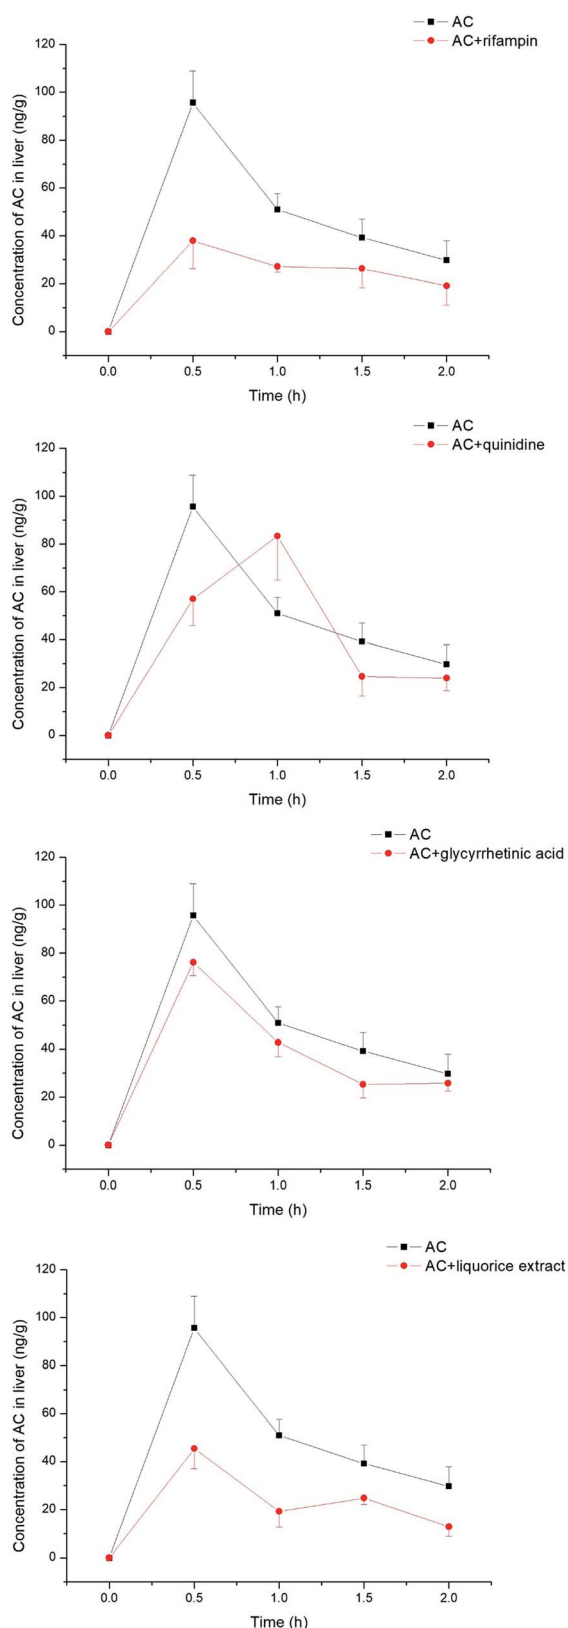 AC
AC+rifampin
120
100
80
60
40
20
0
Concentration of AC in liver (ng/g)
0.0 0.5 1.0 1.5 2.0
Time (h)
AC
AC+quinidine
120
100
80
60
40
20
0
Concentration of AC in liver (ng/g)
0.0 0.5 1.0 1.5 2.0
Time (h)
AC
AC+glycyrrhetinic acid
120
100
80
60
40
20
0
Concentration of AC in liver (ng/g)
0.0 0.5 1.0 1.5 2.0
Time (h)
AC
AC+liquorice extract
120
100
80
60
40
20
0
Concentration of AC in liver (ng/g)
0.0 0.5 1.0 1.5 2.0
Time (h)